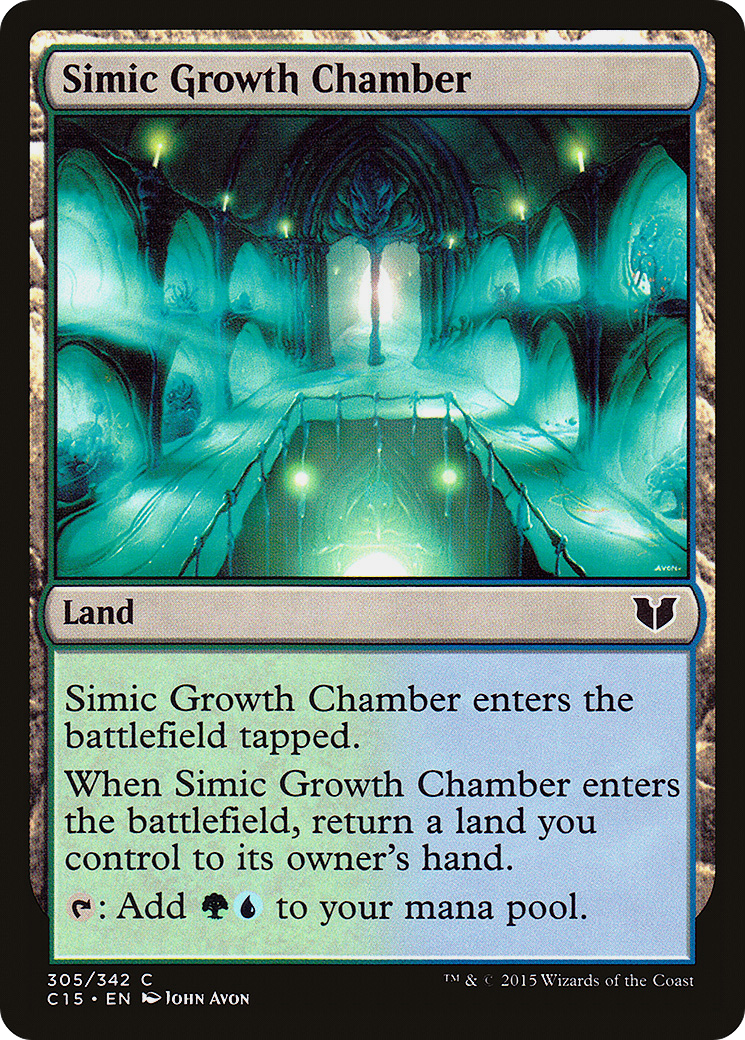 Simic Growth Chamber
AVON.
Land
Simic Growth Chamber enters the
battlefield tapped.
When Simic Growth Chamber enters
the battlefield, return a land you
control to its owner's hand.
: Add to your mana pool.
305/342 C
™ & © 2015 Wizards of the Coast
C15 • EN John Avon